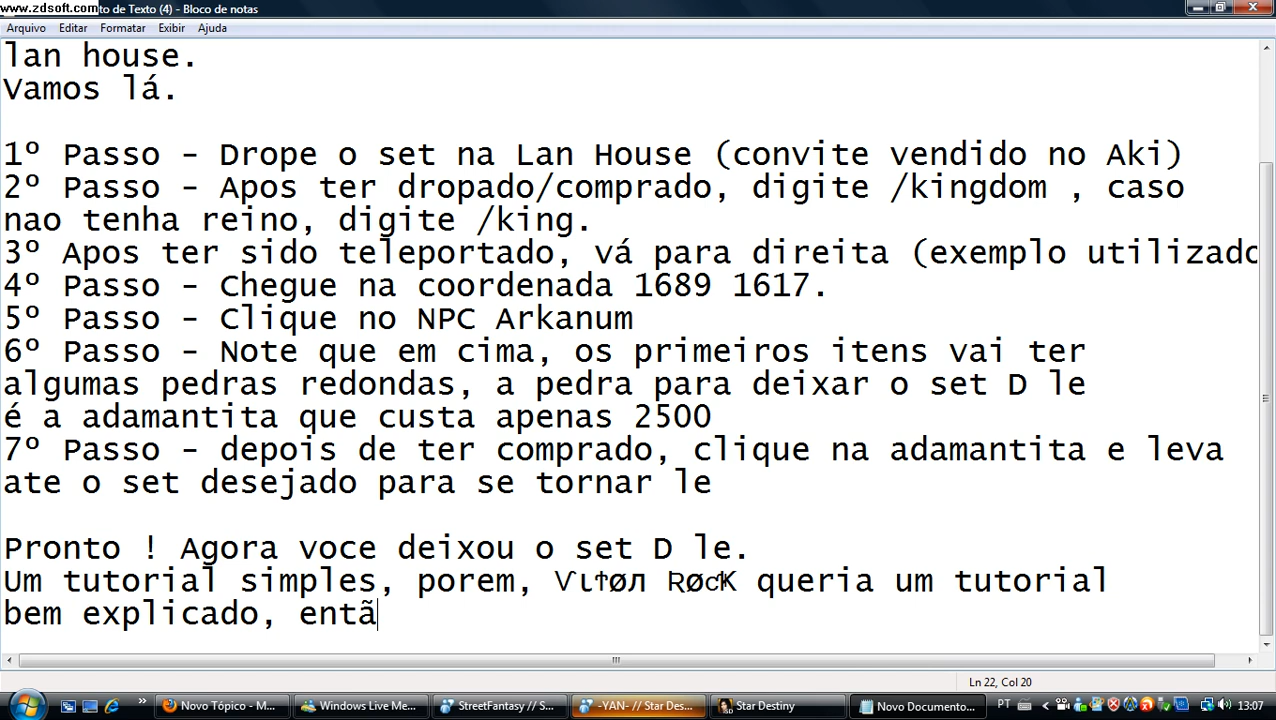 www.zdsoft.com
to de Texto (4) - Bloco de notas
Arquivo Editar Formatar Exibir Ajuda
lan house.
Vamos lá.
1º Passo - Drope o set na Lan House (convite vendido no Aki)
2º Passo - Apos ter dropado/comprado, digite /kingdom , caso
nao tenha reino, digite /king.
3º Apos ter sido teleportado, vá para direita (exemplo utilizado
4º Passo - Chegue na coordenada 1689 1617.
5º Passo - Clique no NPC Arkanum
6º Passo - Note que em cima, os primeiros itens vai ter
algumas pedras redondas, a pedra para deixar o set D le
é a adamantita que custa apenas 2500
7º Passo - depois de ter comprado, clique na adamantita e leva
ate o set desejado para se tornar le
Pronto ! Agora voce deixou o set D le.
Um tutorial simples, porem, queria um tutorial
bem explicado, entã
Ln 22, Col 20
Novo Tópico - M... Windows Live Me... StreetFantasy // S... -YAN- // Star Des... Star Destiny Novo Documento... PT 13:07